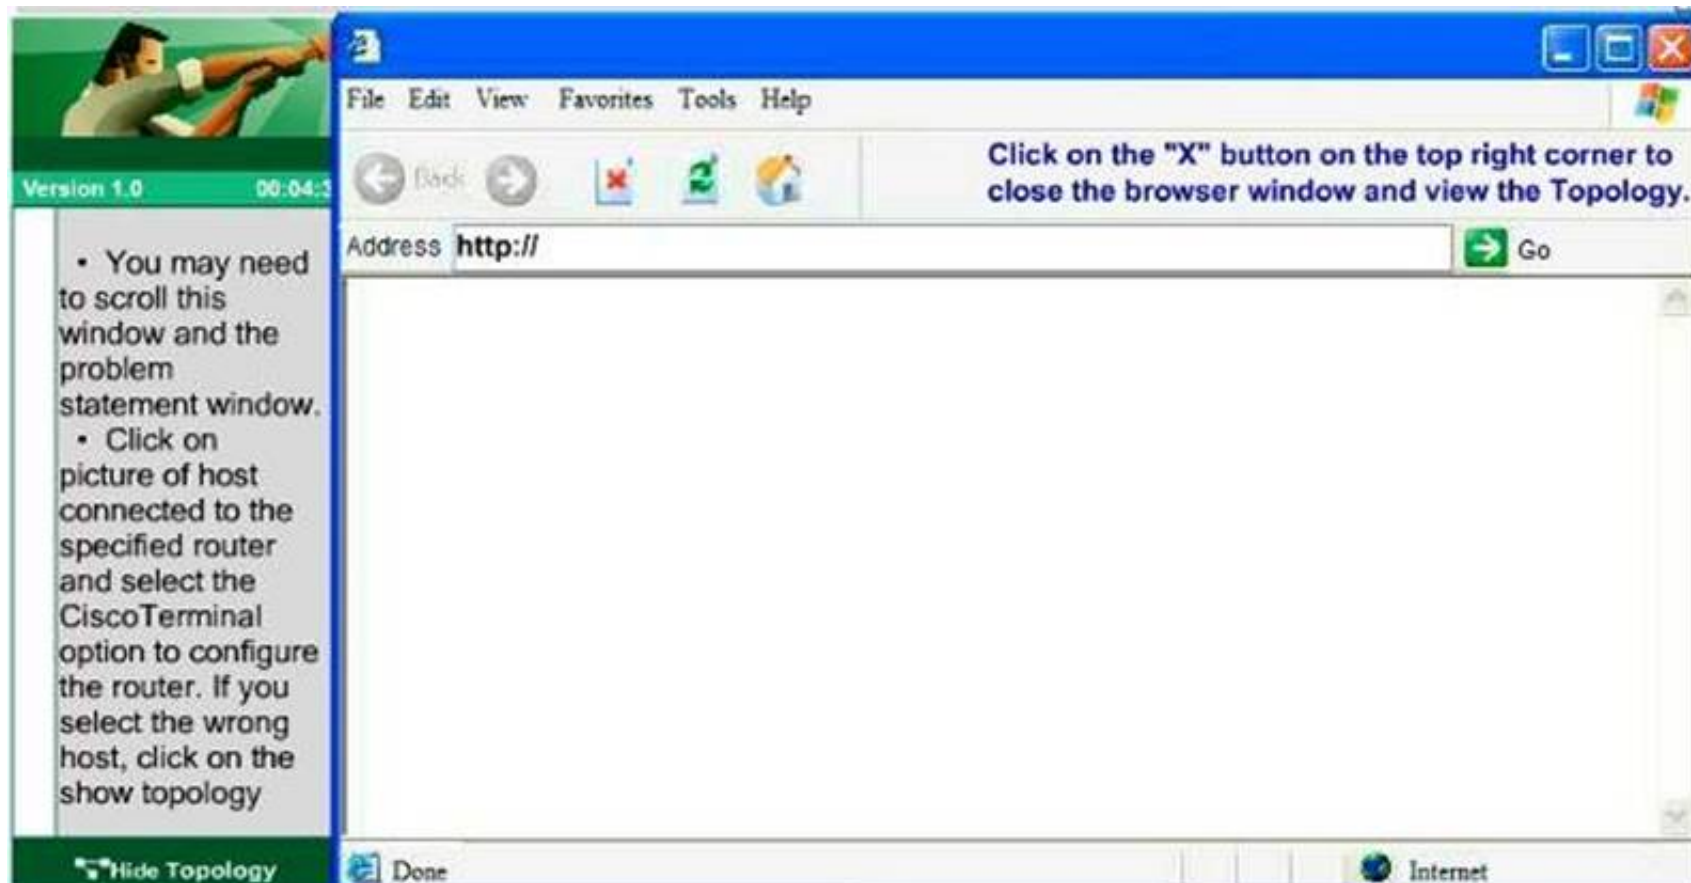 File Edit View Favorites Tools Help
Back
Click on the "X" button on the top right corner to
close the browser window and view the Topology.
Version 1.0 00:04:3
Address http:// Go
• You may need
to scroll this
window and the
problem
statement window.
• Click on
picture of host
connected to the
specified router
and select the
CiscoTerminal
option to configure
the router. If you
select the wrong
host, click on the
show topology
Hide Topology
Done
Internet